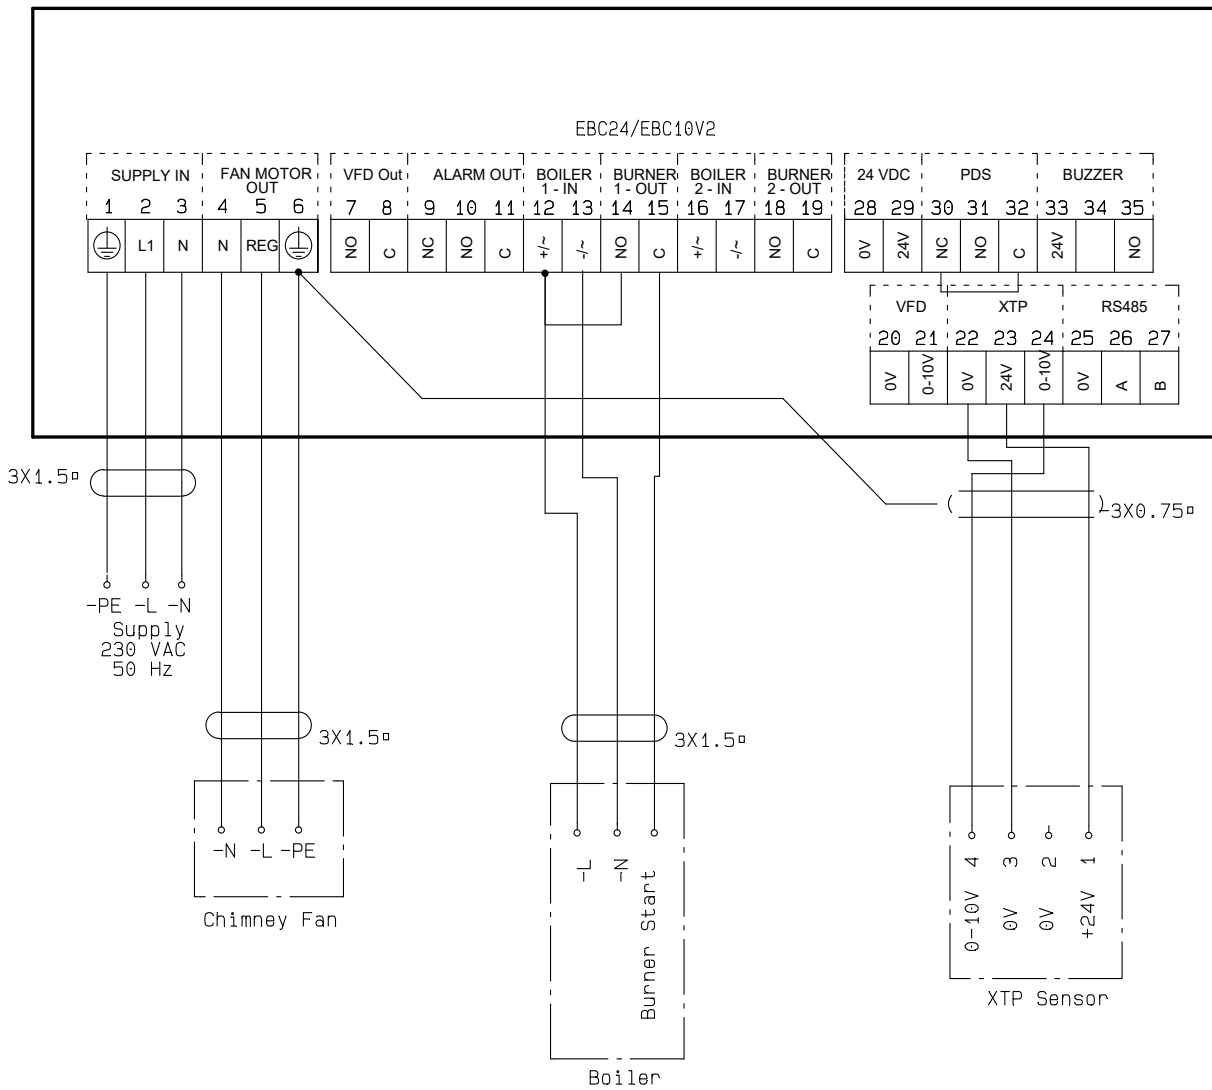 EBC24/EBC10V2
SUPPLY IN
FAN MOTOR
OUT
VFD Out
ALARM OUT
BOILER
1 - IN
BURNER
1 - OUT
BOILER
2 - IN
BURNER
2 - OUT
24 VDC
PDS
BUZZER
1 2 3 4 5 6 7 8 9 10 11 12 13 14 15 16 17 18 19 28 29 30 31 32 33 34 35
L1 N N REG NO C NC NO C +/~ -/~ NO C +/~ -/~ NO C 0V 24V NC NO C 24V NO
VFD
XTP
RS485
20 21 22 23 24 25 26 27
0V 0-10V 0V 24V 0-10V 0V A B
3X1.5▫
-3X0.75▫
-PE -L -N
Supply
230 VAC
50 Hz
3X1.5▫
3X1.5▫
-N -L -PE
Chimney Fan
-L
-N
Burner Start
Boiler
4 3 2 1
0-10V 0V 0V +24V
XTP Sensor